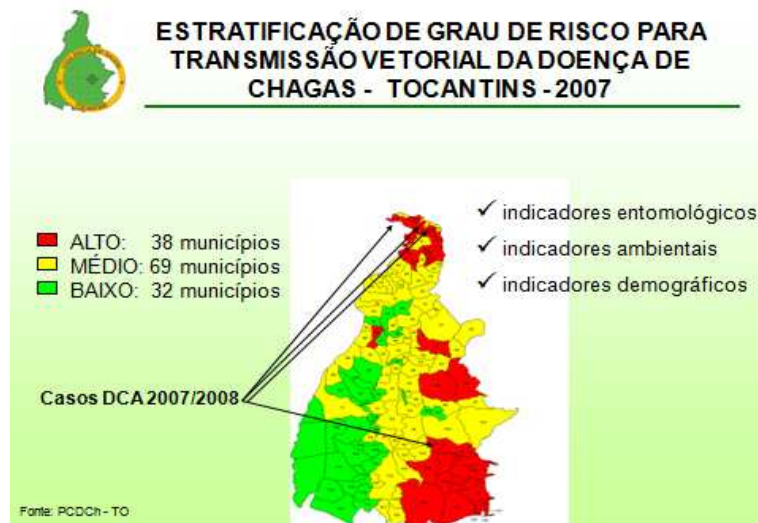 ESTRATIFICAÇÃO DE GRAU DE RISCO PARA
TRANSMISSÃO VETORIAL DA DOENÇA DE
CHAGAS - TOCANTINS - 2007
ALTO: 38 municípios
MÉDIO: 69 municípios
BAIXO: 32 municípios
✓ indicadores entomológicos
✓ indicadores ambientais
✓ indicadores demográficos
Casos DCA 2007/2008
Fonte: PCDCh - TO